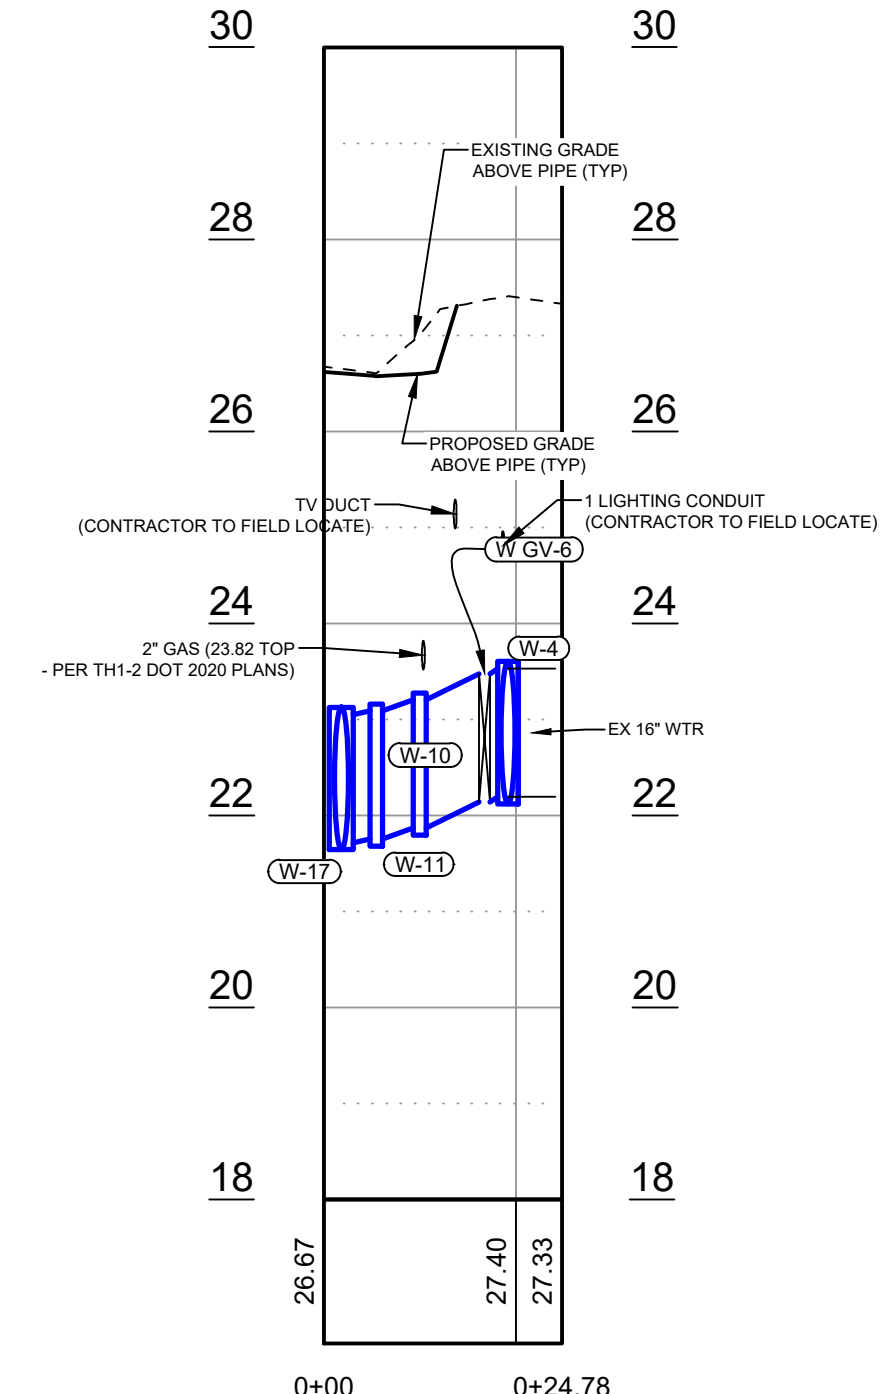 30 30
EXISTING GRADE
ABOVE PIPE (TYP)
28 28
26 26
PROPOSED GRADE
ABOVE PIPE (TYP)
TV DUCT
(CONTRACTOR TO FIELD LOCATE)
1 LIGHTING CONDUIT
(CONTRACTOR TO FIELD LOCATE)
W GV-6
24 24
2" GAS (23.82 TOP
- PER TH1-2 DOT 2020 PLANS)
W-4
EX 16" WTR
W-10
22 22
W-11
W-17
20 20
18 18
26.67
27.40
27.33
0+00 0+24.78